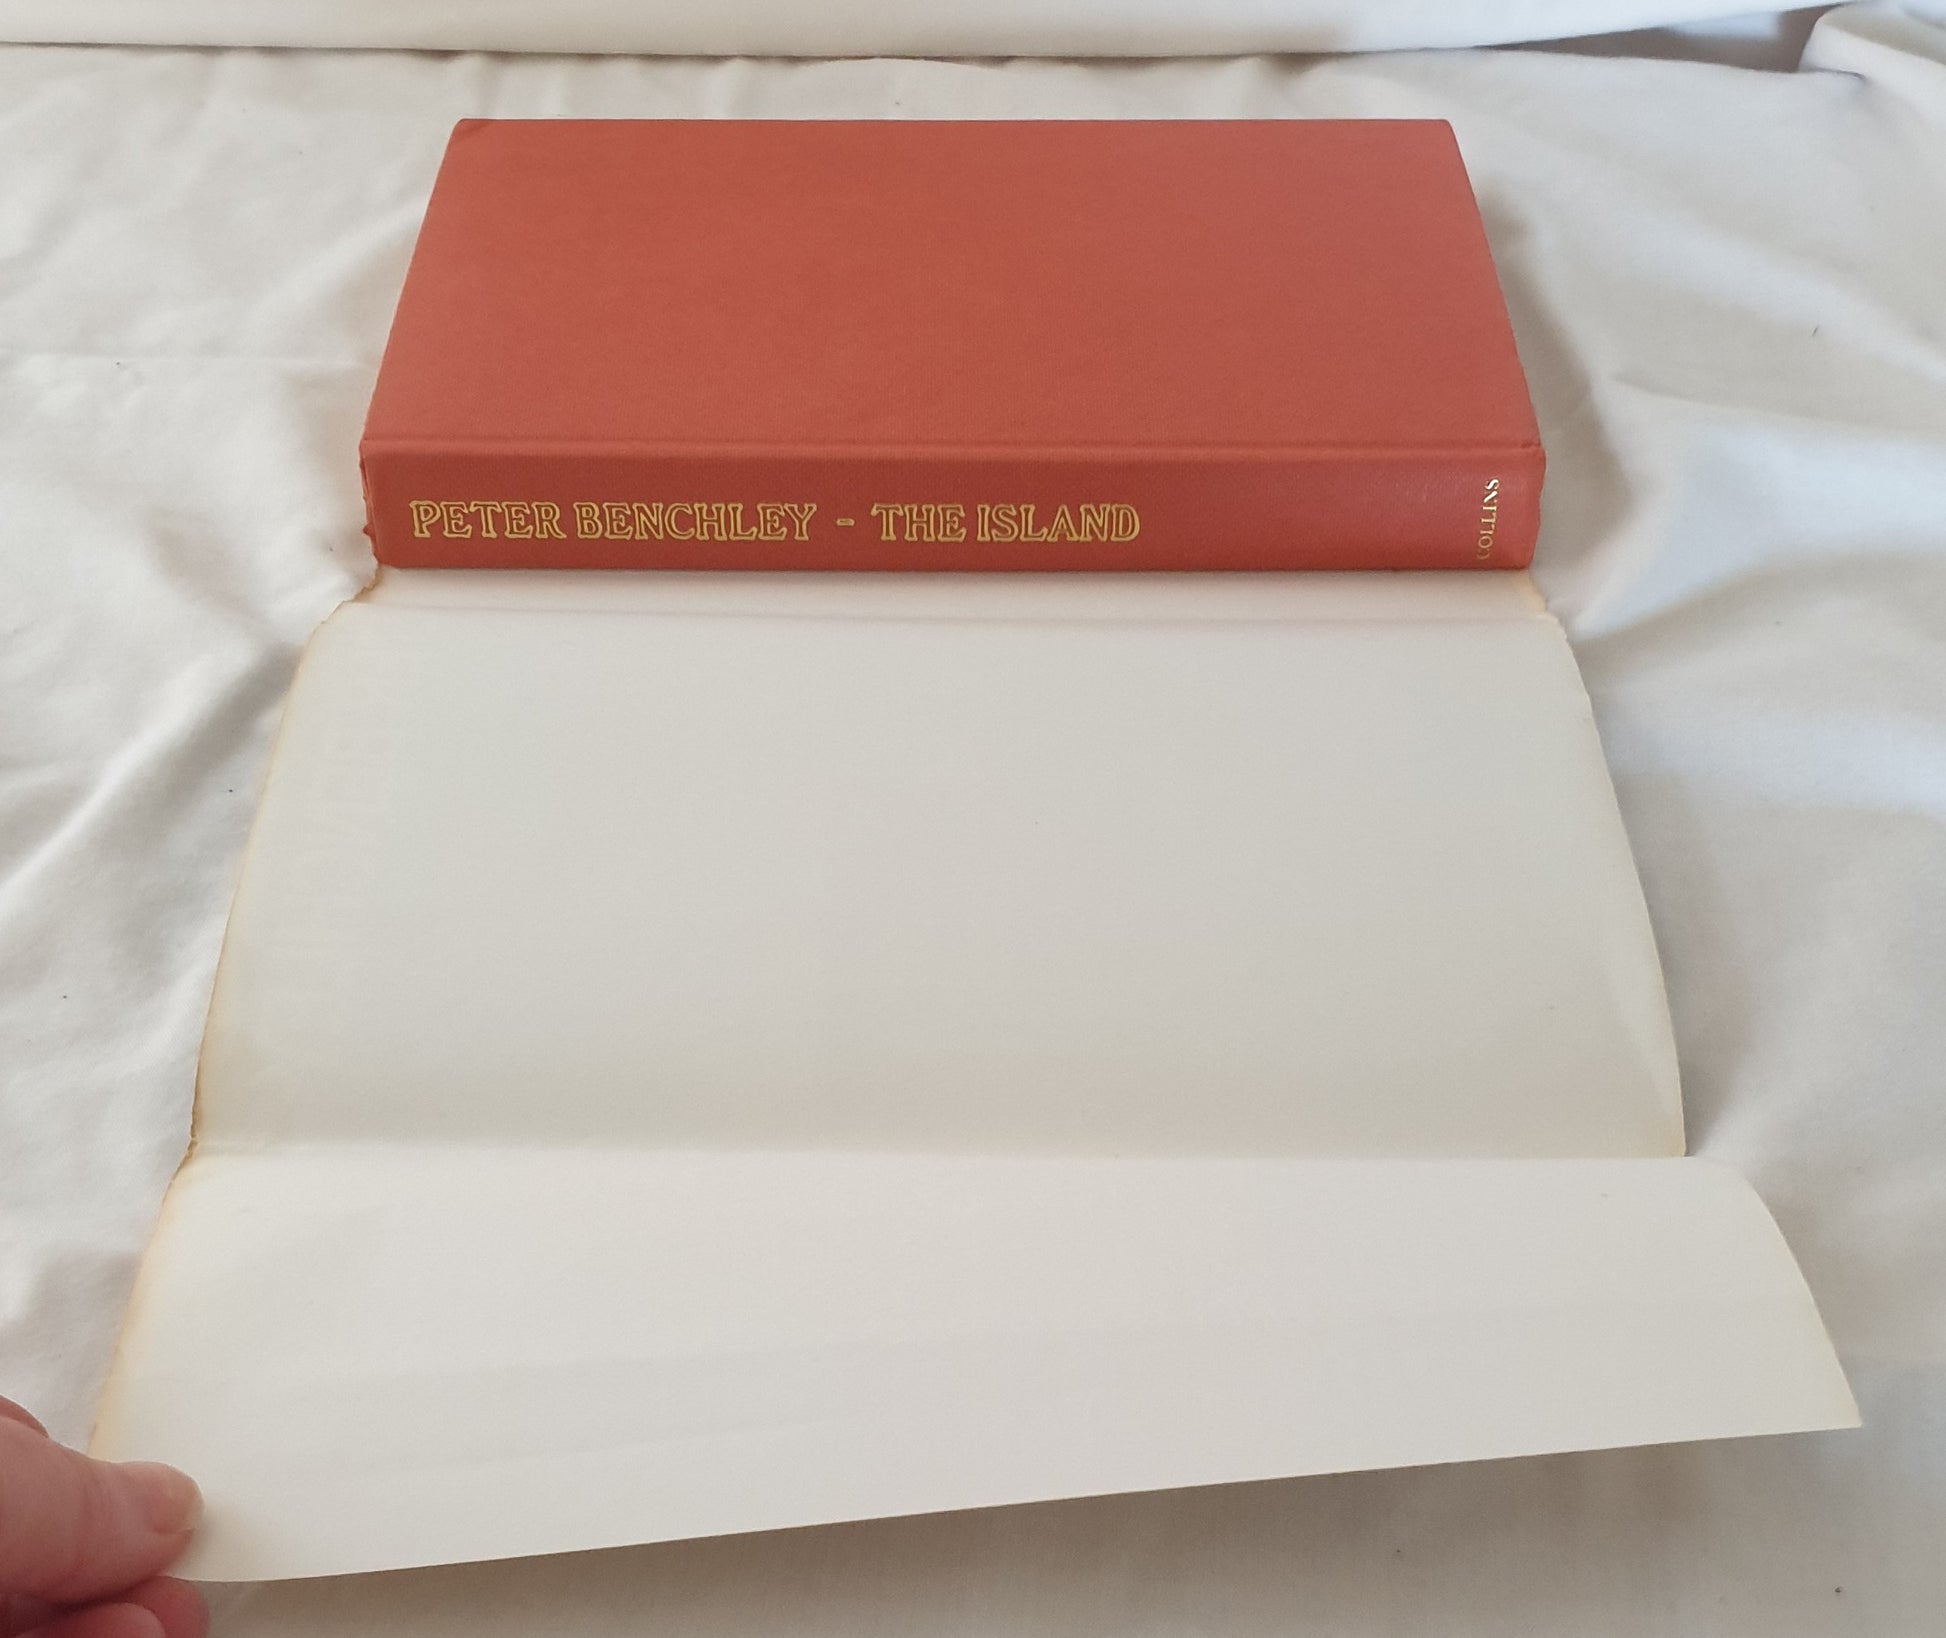 PETER BENCHLEY - THE ISLAND
COLLINS